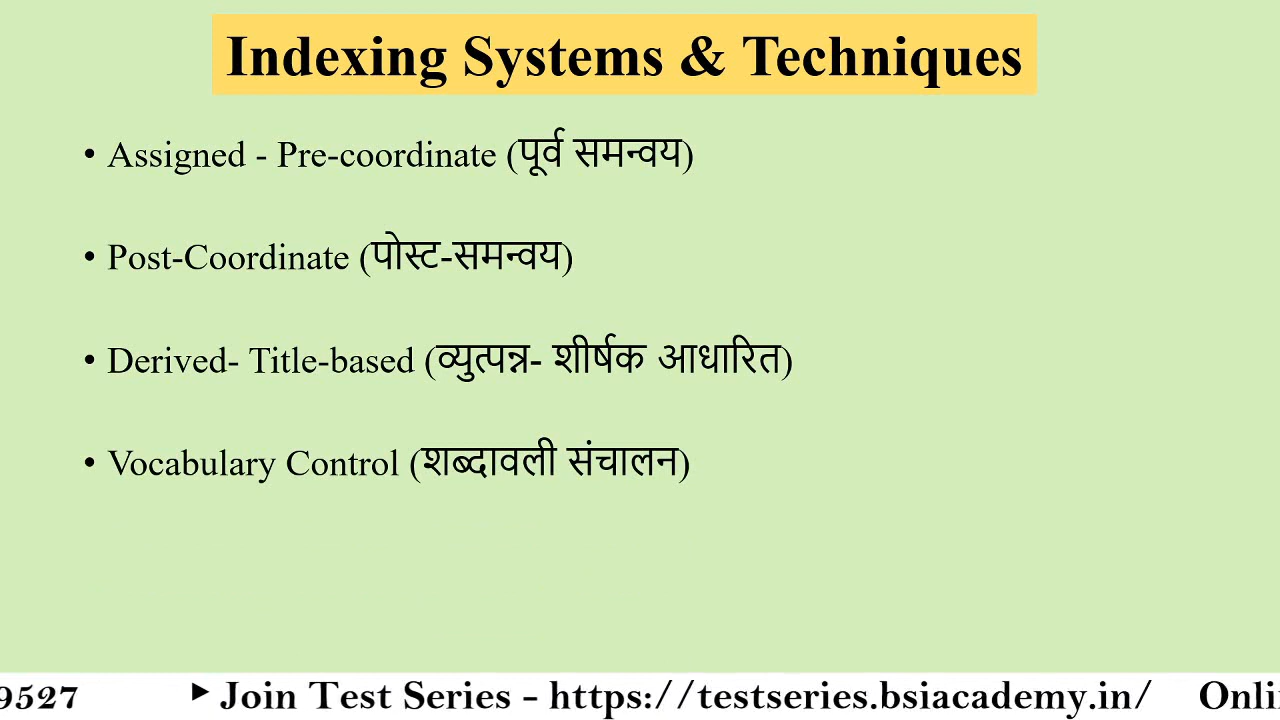 Indexing Systems & Techniques
• Assigned - Pre-coordinate (पूर्व समन्वय)
• Post-Coordinate (पोस्ट-समन्वय)
• Derived- Title-based (व्युत्पन्न- शीर्षक आधारित)
• Vocabulary Control (शब्दावली संचालन)
9527 ► Join Test Series - https://testseries.bsiacademy.in/ Onli